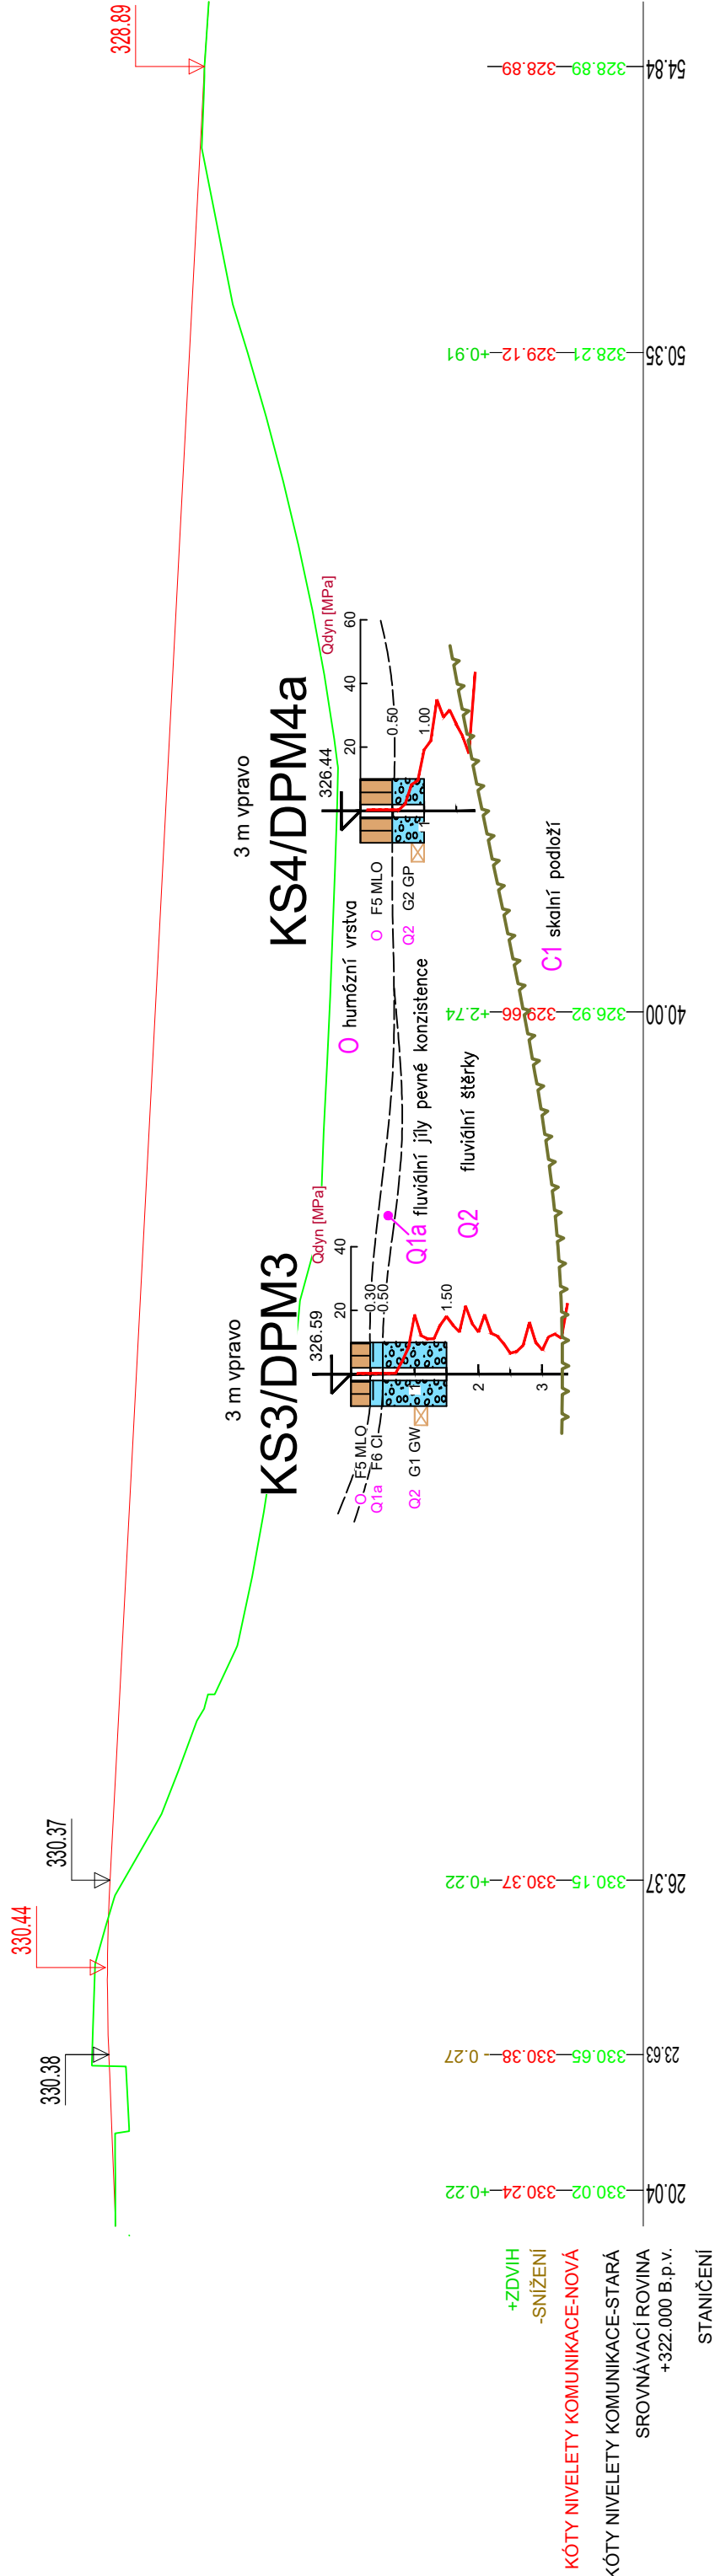 328.89
330.37
330.44
330.38
3 m vpravo
KS4/DPM4a
326.44
Qdyn [MPa]
20
40
60
0.50
1.00
1
O F5 MLO
Q2 G2 GP
3 m vpravo
KS3/DPM3
326.59
Qdyn [MPa]
20
40
0.30
0.50
1.50
1
2
3
O F5 MLO
Q1a F6 CI
Q2 G1 GW
O humózní vrstva
Q1a fluviální jíly pevné konzistence
Q2 fluviální štěrky
C1 skalní podloží
+ZDVIH
-SNÍŽENÍ
+0.22
- 0.27
+0.22
+2.74
+0.91
KÓTY NIVELETY KOMUNIKACE-NOVÁ
330.24
330.38
330.37
329.66
329.12
328.89
KÓTY NIVELETY KOMUNIKACE-STARÁ
330.02
330.65
330.15
326.92
328.21
328.89
SROVNÁVACÍ ROVINA
+322.000 B.p.v.
STANIČENÍ
20.04
23.63
26.37
40.00
50.35
54.84